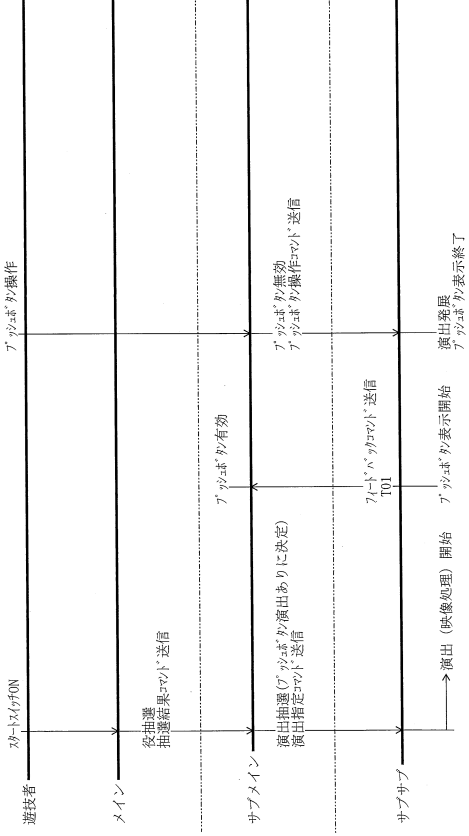 遊技者
スタートスイッチON
プッシュボタン操作
メイン
役抽選
抽選結果コマンド送信
プッシュボタン有効
サブメイン
演出抽選(プッシュボタン演出ありに決定)
演出指定コマンド送信
プッシュボタン無効
プッシュボタン操作コマンド送信
フィードバックコマンド送信
T01
サブサブ
演出(映像処理)開始
プッシュボタン表示開始
演出発展
プッシュボタン表示終了